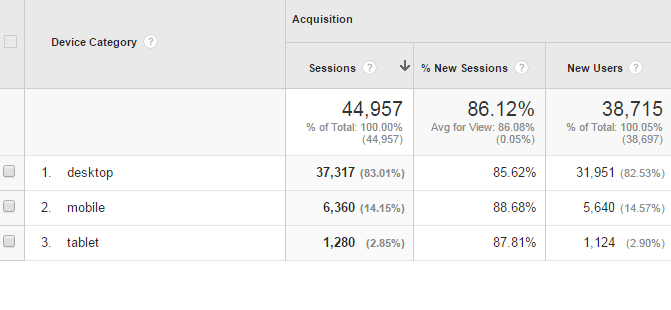 Acquisition
Device Category ?
Sessions ? % New Sessions ? New Users ?
44,957 86.12% 38,715
% of Total: 100.00% Avg for View: 86.08% % of Total: 100.05%
(44,957) (0.05%) (38,697)
1. desktop 37,317 (83.01%) 85.62% 31,951 (82.53%)
2. mobile 6,360 (14.15%) 88.68% 5,640 (14.57%)
3. tablet 1,280 (2.85%) 87.81% 1,124 (2.90%)